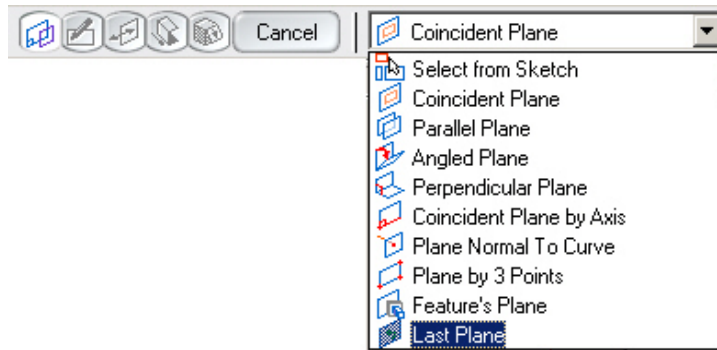 Cancel
Coincident Plane
Select from Sketch
Coincident Plane
Parallel Plane
Angled Plane
Perpendicular Plane
Coincident Plane by Axis
Plane Normal To Curve
Plane by 3 Points
Feature's Plane
Last Plane